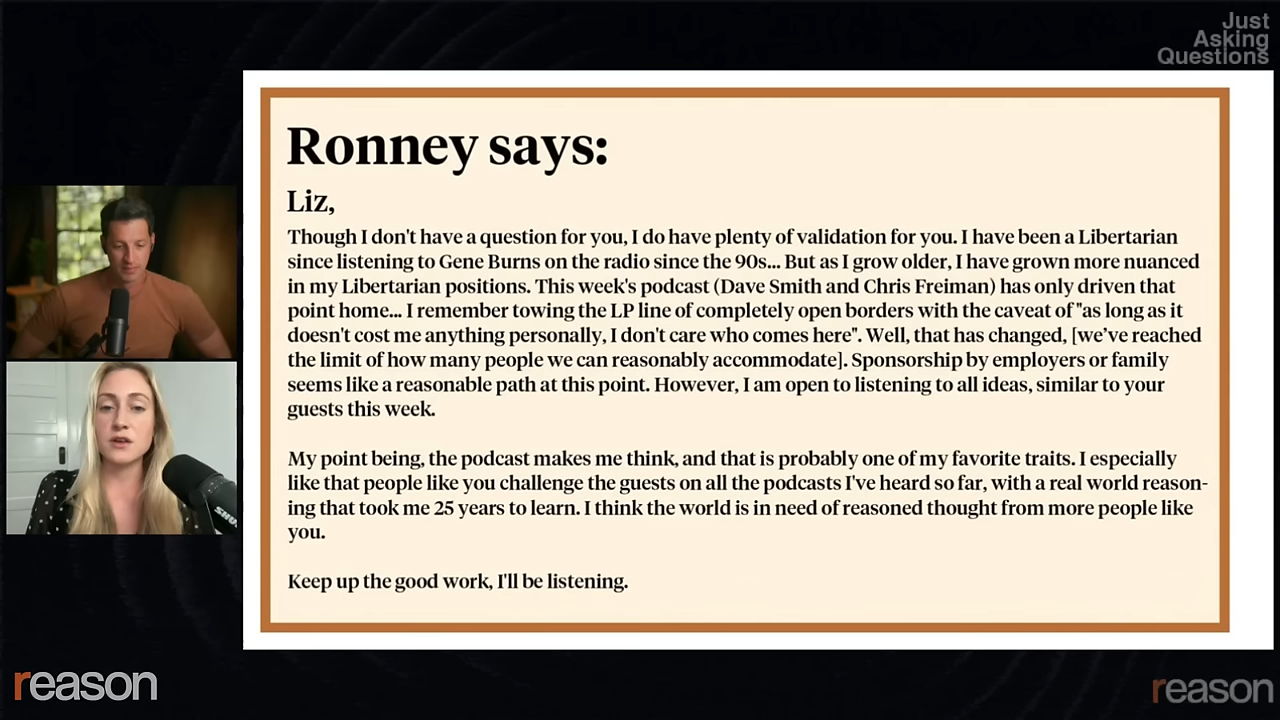 Just
Asking
Questions
Ronney says:
Liz,
Though I don't have a question for you, I do have plenty of validation for you. I have been a Libertarian
since listening to Gene Burns on the radio since the 90s... But as I grow older, I have grown more nuanced
in my Libertarian positions. This week's podcast (Dave Smith and Chris Freiman) has only driven that
point home... I remember towing the LP line of completely open borders with the caveat of "as long as it
doesn't cost me anything personally, I don't care who comes here". Well, that has changed, [we’ve reached
the limit of how many people we can reasonably accommodate]. Sponsorship by employers or family
seems like a reasonable path at this point. However, I am open to listening to all ideas, similar to your
guests this week.
My point being, the podcast makes me think, and that is probably one of my favorite traits. I especially
like that people like you challenge the guests on all the podcasts I've heard so far, with a real world reason-
ing that took me 25 years to learn. I think the world is in need of reasoned thought from more people like
you.
Keep up the good work, I'll be listening.
reason
reason